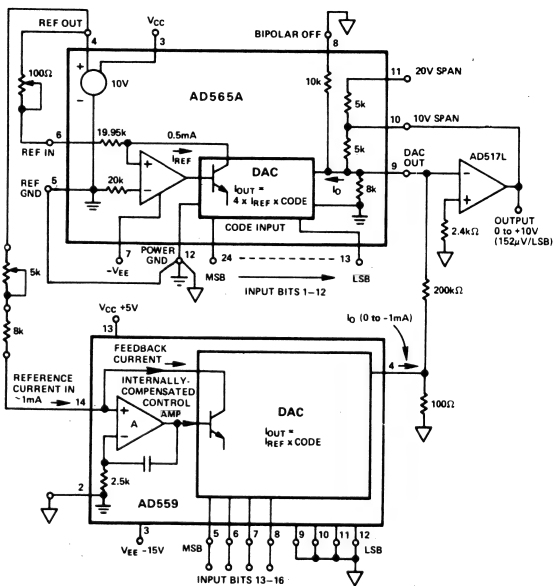 REF OUT
4
VCC
3
BIPOLAR OFF
8
100Ω
+
10V
−
AD565A
10k
11
20V SPAN
5k
10
10V SPAN
5k
6
REF IN
19.95k
0.5mA
IREF
+
−
DAC
IOUT =
4 x IREF x CODE
IO
8k
9
DAC
OUT
AD517L
−
+
5
REF
GND
20k
CODE INPUT
2.4kΩ
OUTPUT
0 to +10V
(152µV/LSB)
7
-VEE
POWER
GND
12
24
MSB
13
LSB
INPUT BITS 1-12
5k
8k
200kΩ
IO (0 to -1mA)
VCC +5V
13
FEEDBACK
CURRENT
INTERNALLY-
COMPENSATED
CONTROL
AMP
4
REFERENCE
CURRENT IN
~1mA
14
+
A
−
DAC
IOUT =
IREF x CODE
100Ω
2.5k
2
AD559
3
VEE -15V
MSB
5
6
7
8
9
10
11
12
LSB
INPUT BITS 13-16